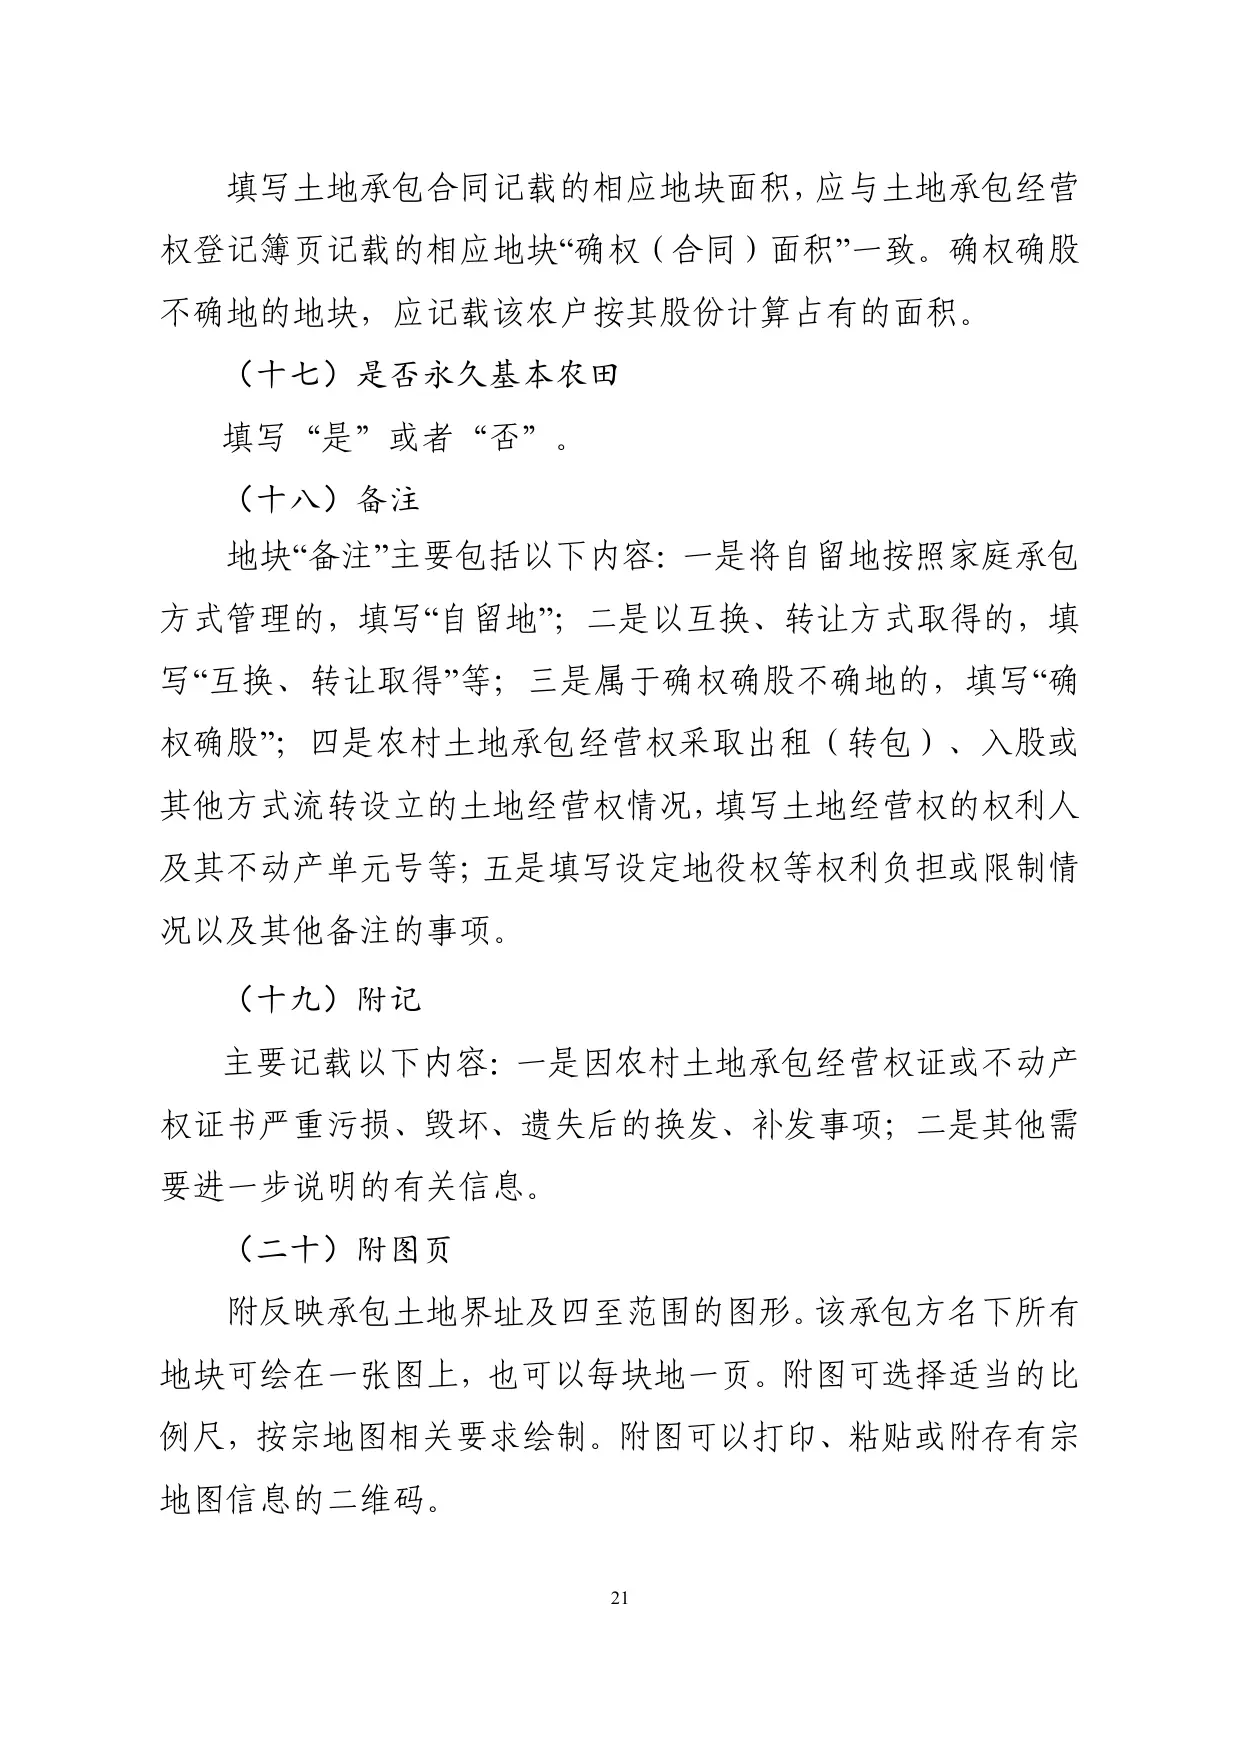 填写土地承包合同记载的相应地块面积，应与土地承包经营
权登记簿页记载的相应地块“确权（合同）面积”一致。确权确股
不确地的地块，应记载该农户按其股份计算占有的面积。
（十七）是否永久基本农田
填写“是”或者“否”。
（十八）备注
地块“备注”主要包括以下内容：一是将自留地按照家庭承包
方式管理的，填写“自留地”；二是以互换、转让方式取得的，填
写“互换、转让取得”等；三是属于确权确股不确地的，填写“确
权确股”；四是农村土地承包经营权采取出租（转包）、入股或
其他方式流转设立的土地经营权情况，填写土地经营权的权利人
及其不动产单元号等；五是填写设定地役权等权利负担或限制情
况以及其他备注的事项。
（十九）附记
主要记载以下内容：一是因农村土地承包经营权证或不动产
权证书严重污损、毁坏、遗失后的换发、补发事项；二是其他需
要进一步说明的有关信息。
（二十）附图页
附反映承包土地界址及四至范围的图形。该承包方名下所有
地块可绘在一张图上，也可以每块地一页。附图可选择适当的比
例尺，按宗地图相关要求绘制。附图可以打印、粘贴或附存有宗
地图信息的二维码。
21